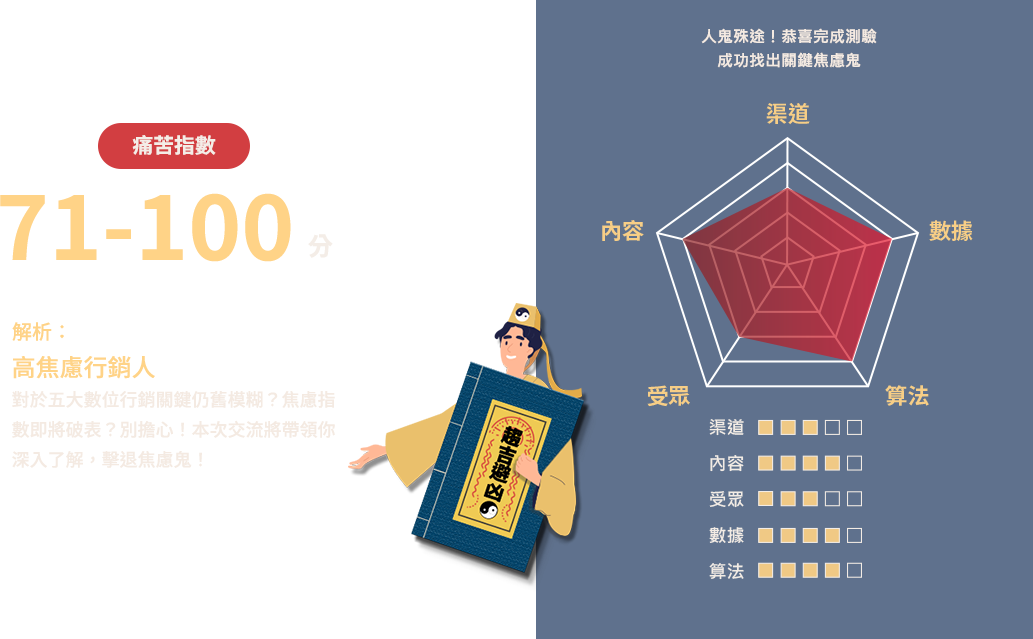 痛苦指數
71-100 分
解析：
高焦慮行銷人
對於五大數位行銷關鍵仍舊模糊？焦慮指
數即將破表？別擔心！本次交流將帶領你
深入了解，擊退焦慮鬼！
趨吉避凶
人鬼殊途！恭喜完成測驗
成功找出關鍵焦慮鬼
渠道
內容
數據
受眾
算法
渠道
內容
受眾
數據
算法